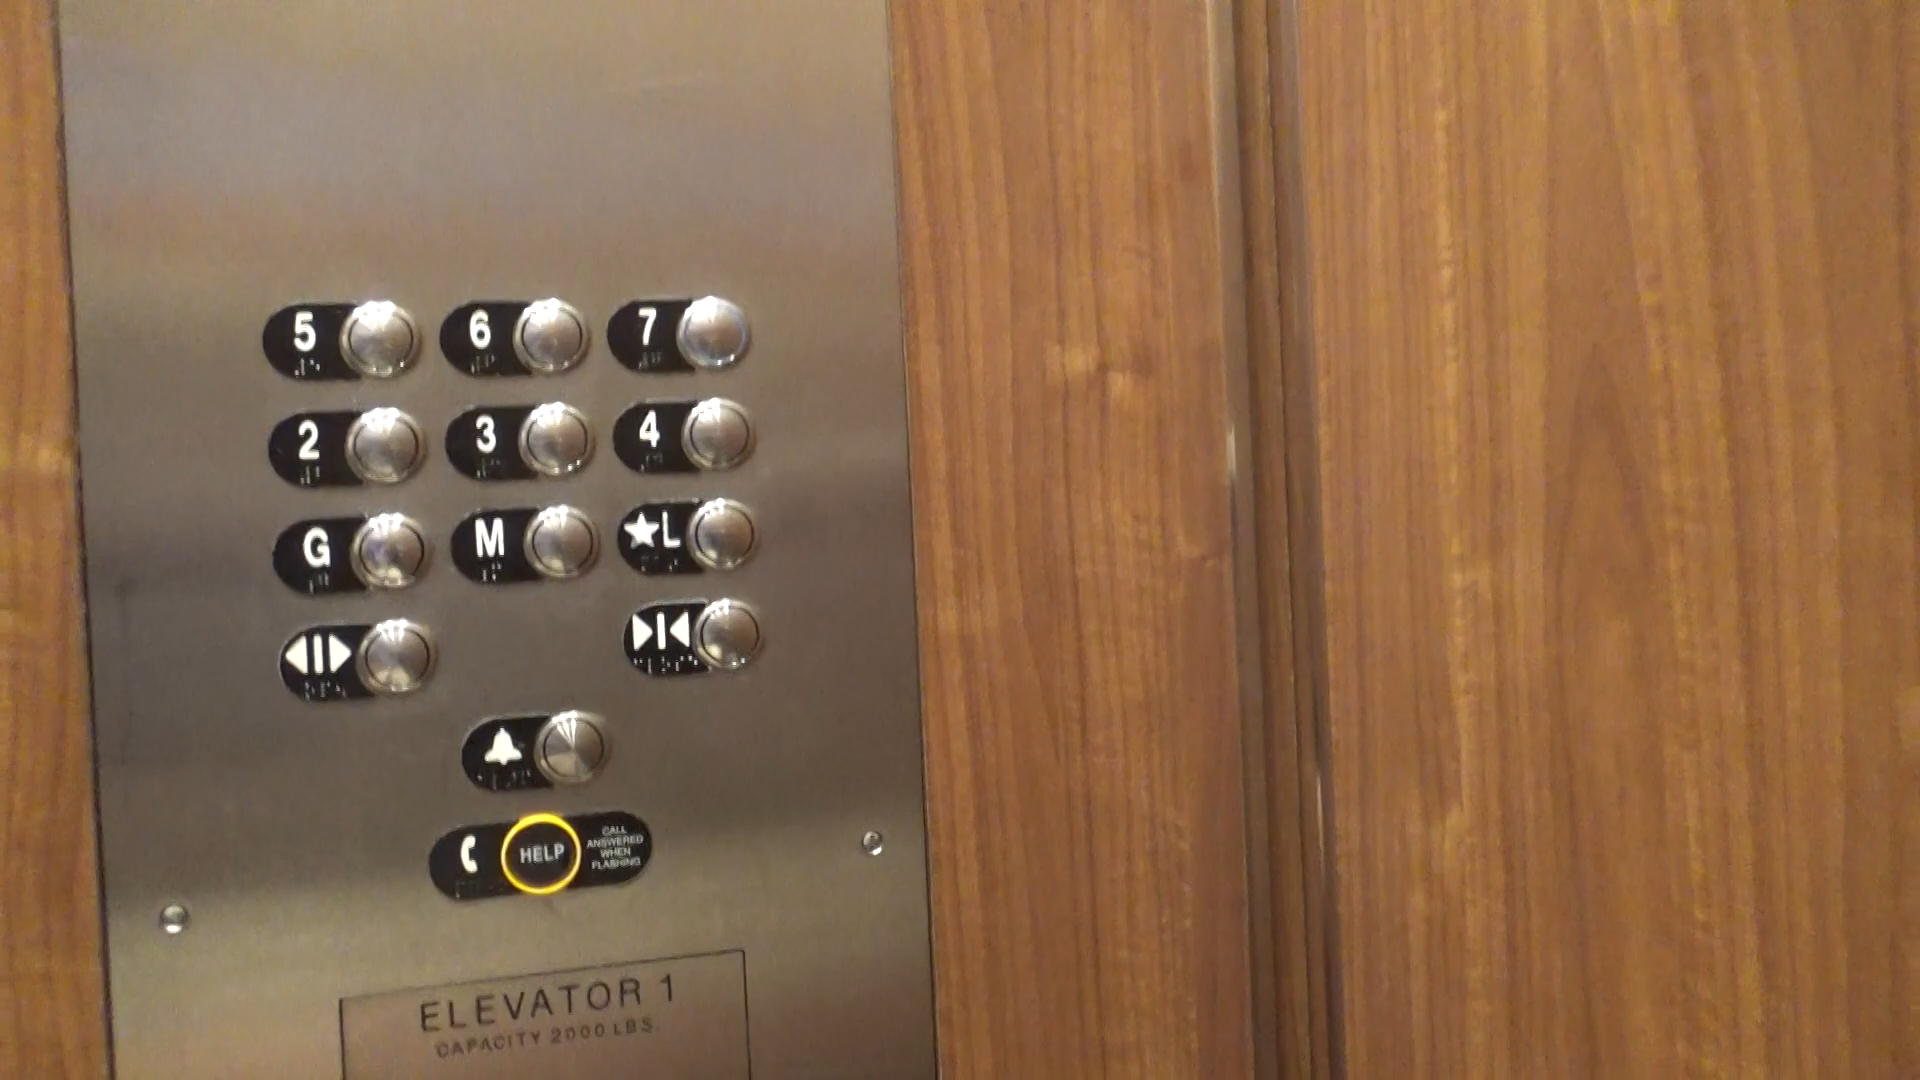 5 6 7
2 3 4
G M ★L
HELP
CALL
ANSWERED
WHEN
FLASHING
ELEVATOR 1
CAPACITY 2000 LBS.